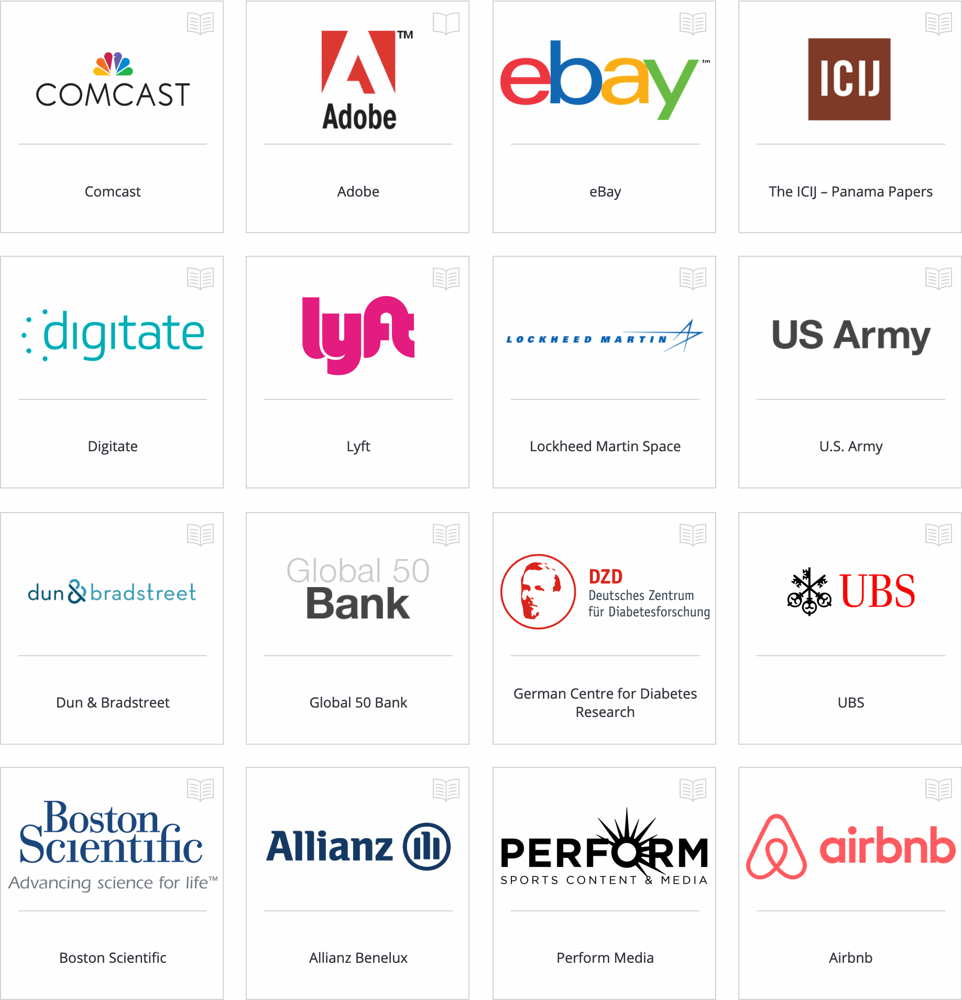 COMCAST
Comcast
TM
Adobe
Adobe
ebay™
eBay
ICIJ
The ICIJ – Panama Papers
digitate
Digitate
lyft
Lyft
LOCKHEED MARTIN
Lockheed Martin Space
US Army
U.S. Army
dun&bradstreet
Dun & Bradstreet
Global 50
Bank
Global 50 Bank
DZD
Deutsches Zentrum
für Diabetesforschung
German Centre for Diabetes
Research
UBS
UBS
Boston
Scientific
Advancing science for life™
Boston Scientific
Allianz
Allianz Benelux
PERFORM
SPORTS CONTENT & MEDIA
Perform Media
airbnb
Airbnb